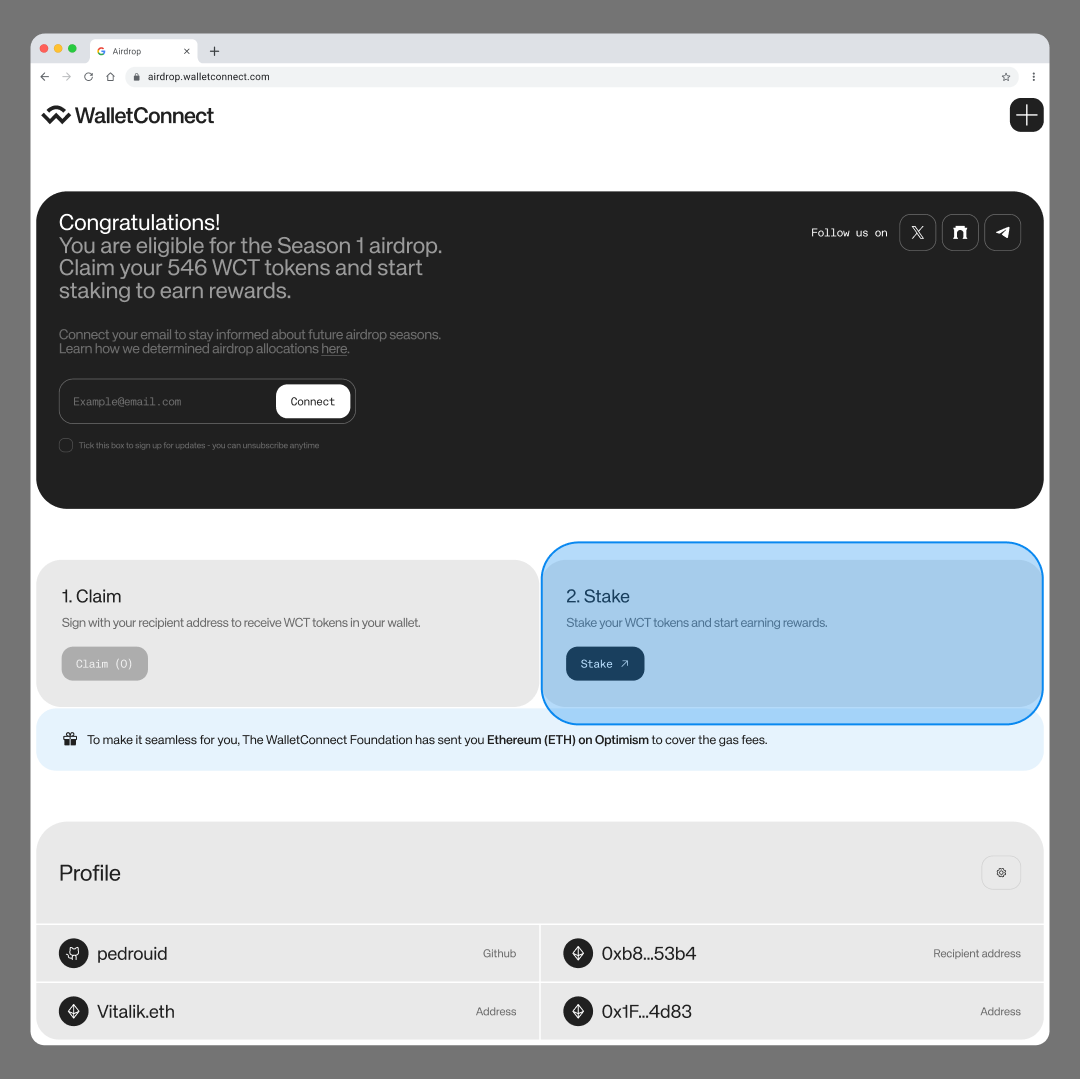 Airdrop
airdrop.walletconnect.com
WalletConnect
Congratulations!
You are eligible for the Season 1 airdrop.
Claim your 546 WCT tokens and start
staking to earn rewards.
Follow us on
Connect your email to stay informed about future airdrop seasons.
Learn how we determined airdrop allocations here.
Example@email.com
Connect
Tick this box to sign up for updates - you can unsubscribe anytime
1. Claim
Sign with your recipient address to receive WCT tokens in your wallet.
Claim (0)
2. Stake
Stake your WCT tokens and start earning rewards.
Stake ↗
To make it seamless for you, The WalletConnect Foundation has sent you Ethereum (ETH) on Optimism to cover the gas fees.
Profile
pedrouid Github
0xb8...53b4 Recipient address
Vitalik.eth Address
0x1F...4d83 Address